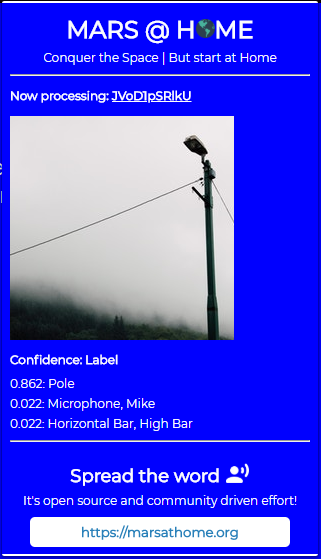 MARS @ HOME
Conquer the Space | But start at Home
Now processing: JVoD1pSRlkU
Confidence: Label
0.862: Pole
0.022: Microphone, Mike
0.022: Horizontal Bar, High Bar
Spread the word
It's open source and community driven effort!
https://marsathome.org